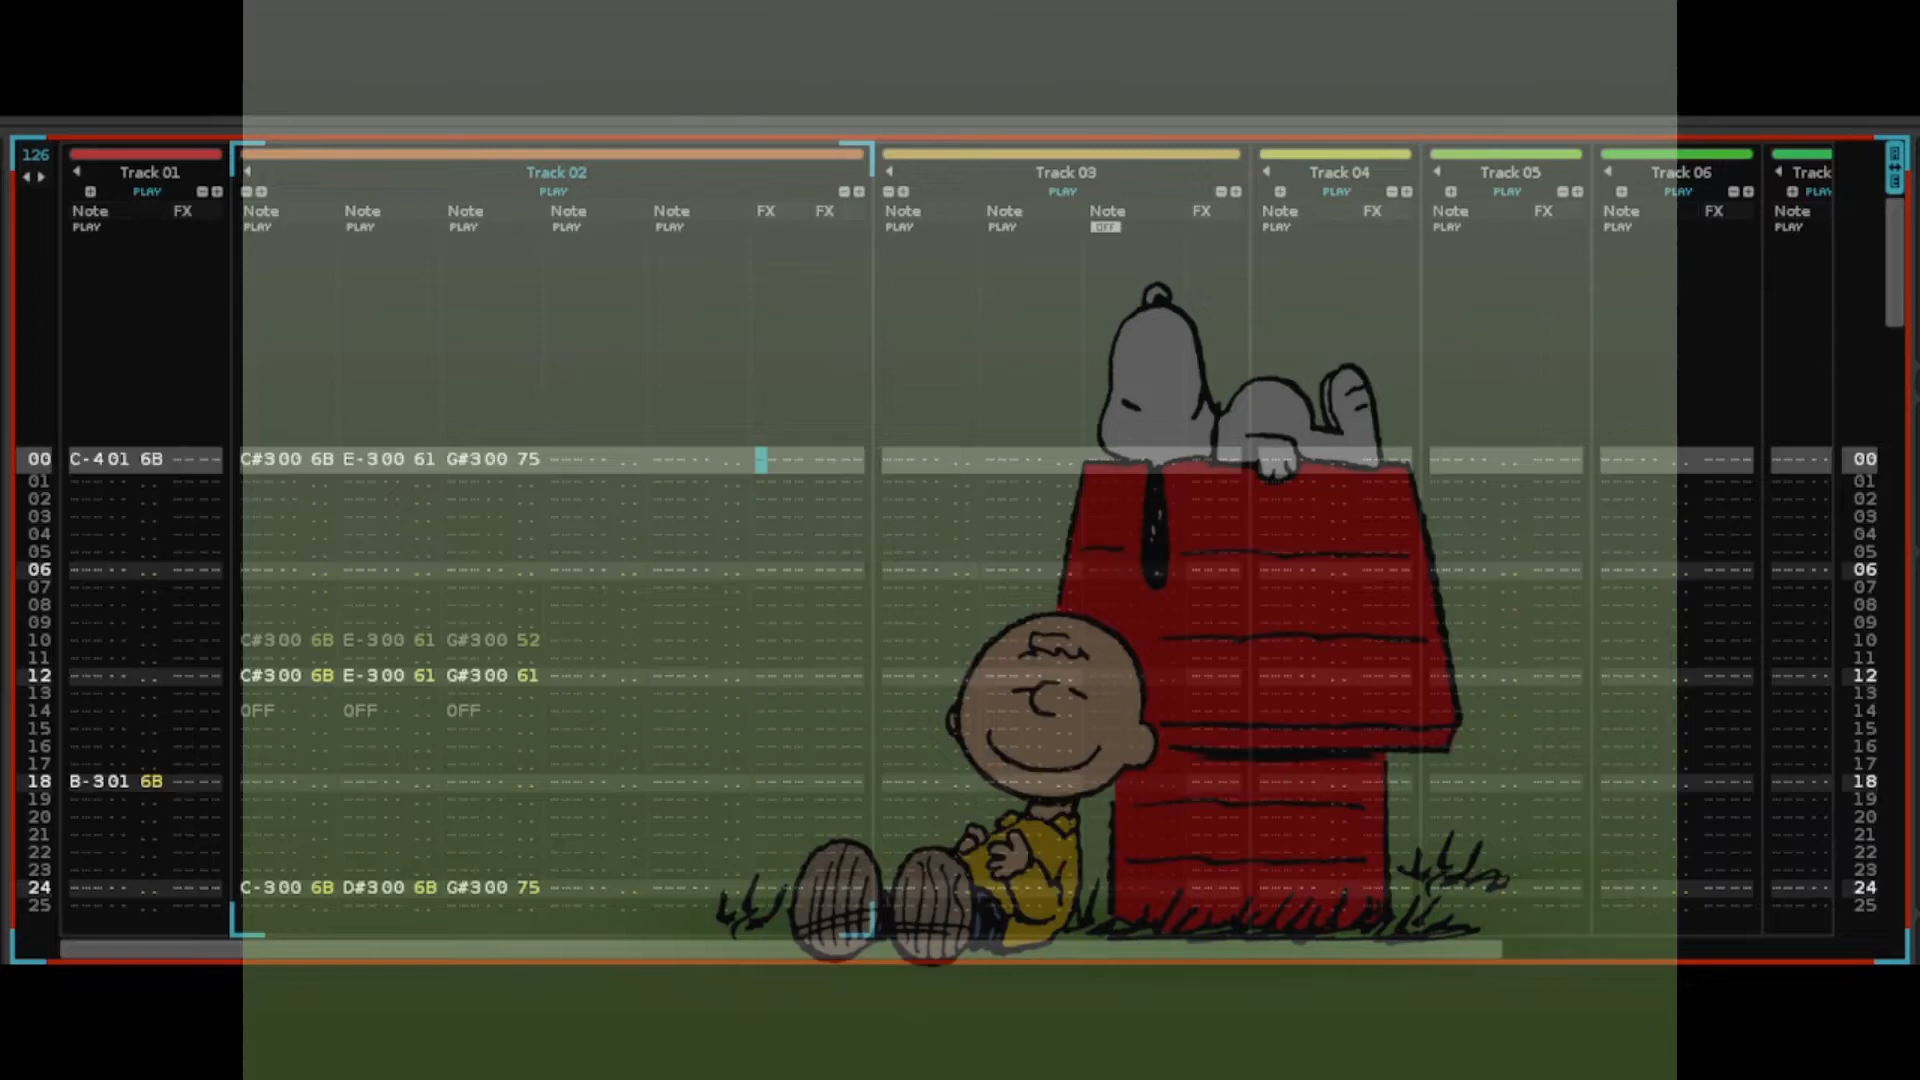 126 Track 01 Track 02 Track 03 Track 04 Track 05 Track 06 Track
PLAY PLAY PLAY PLAY PLAY PLAY PLAY
Note FX Note Note Note Note Note FX FX Note Note Note FX Note FX Note FX Note FX Note
PLAY PLAY PLAY PLAY PLAY PLAY PLAY PLAY OFF PLAY PLAY PLAY PLAY
00 C-401 6B C#300 6B E-300 61 G#300 75 00
01 01
02 02
03 03
04 04
05 05
06 06
07 07
08 08
09 09
10 C#300 6B E-300 61 G#300 52 10
11 11
12 C#300 6B E-300 61 G#300 61 12
13 13
14 OFF OFF OFF 14
15 15
16 16
17 17
18 B-301 6B 18
19 19
20 20
21 21
22 22
23 23
24 C-300 6B D#300 6B G#300 75 24
25 25